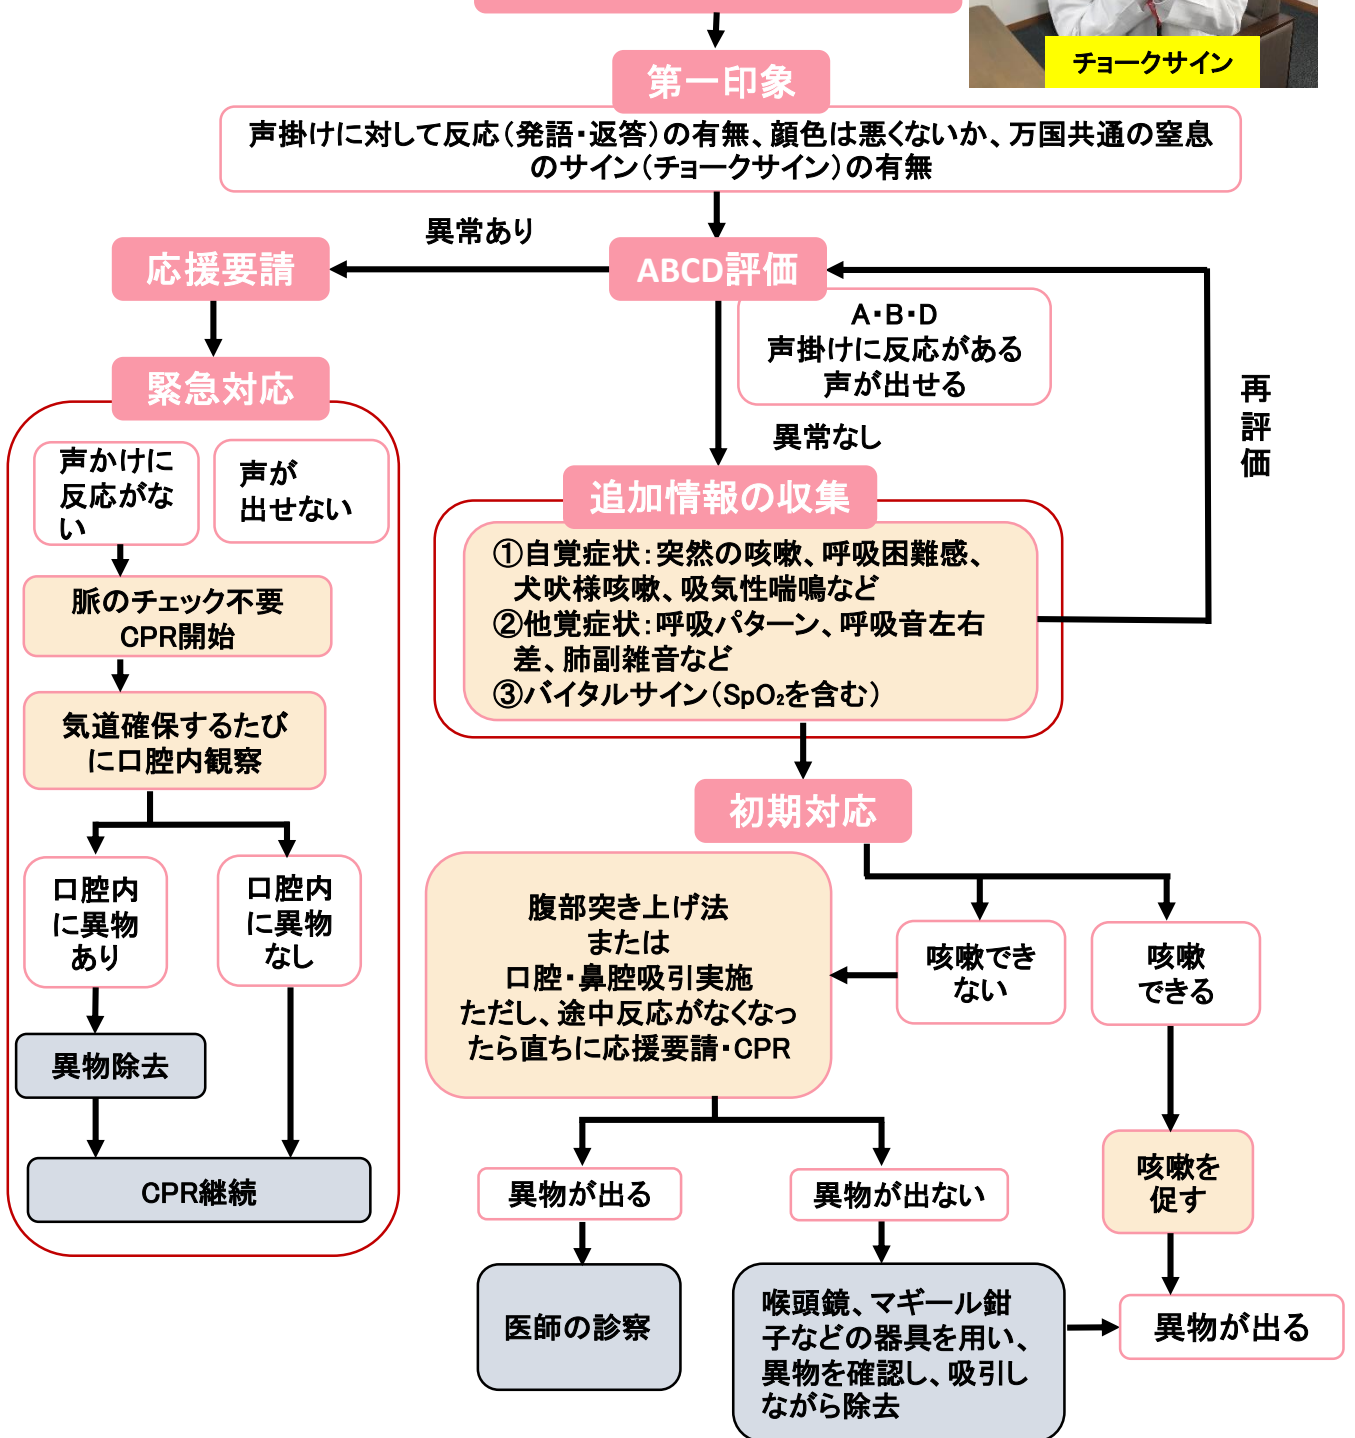 チョークサイン
第一印象
声掛けに対して反応（発語・返答）の有無、顔色は悪くないか、万国共通の窒息
のサイン（チョークサイン）の有無
異常あり
応援要請
ABCD評価
A・B・D
声掛けに反応がある
声が出せる
再
評
価
異常なし
緊急対応
声かけに
反応がな
い
声が
出せない
脈のチェック不要
CPR開始
気道確保するたび
に口腔内観察
口腔内
に異物
あり
口腔内
に異物
なし
異物除去
CPR継続
追加情報の収集
①自覚症状：突然の咳嗽、呼吸困難感、
犬吠様咳嗽、吸気性喘鳴など
②他覚症状：呼吸パターン、呼吸音左右
差、肺副雑音など
③バイタルサイン（SpO₂を含む）
初期対応
腹部突き上げ法
または
口腔・鼻腔吸引実施
ただし、途中反応がなくなっ
たら直ちに応援要請・CPR
咳嗽でき
ない
咳嗽
できる
異物が出る
異物が出ない
咳嗽を
促す
医師の診察
喉頭鏡、マギール鉗
子などの器具を用い、
異物を確認し、吸引し
ながら除去
異物が出る